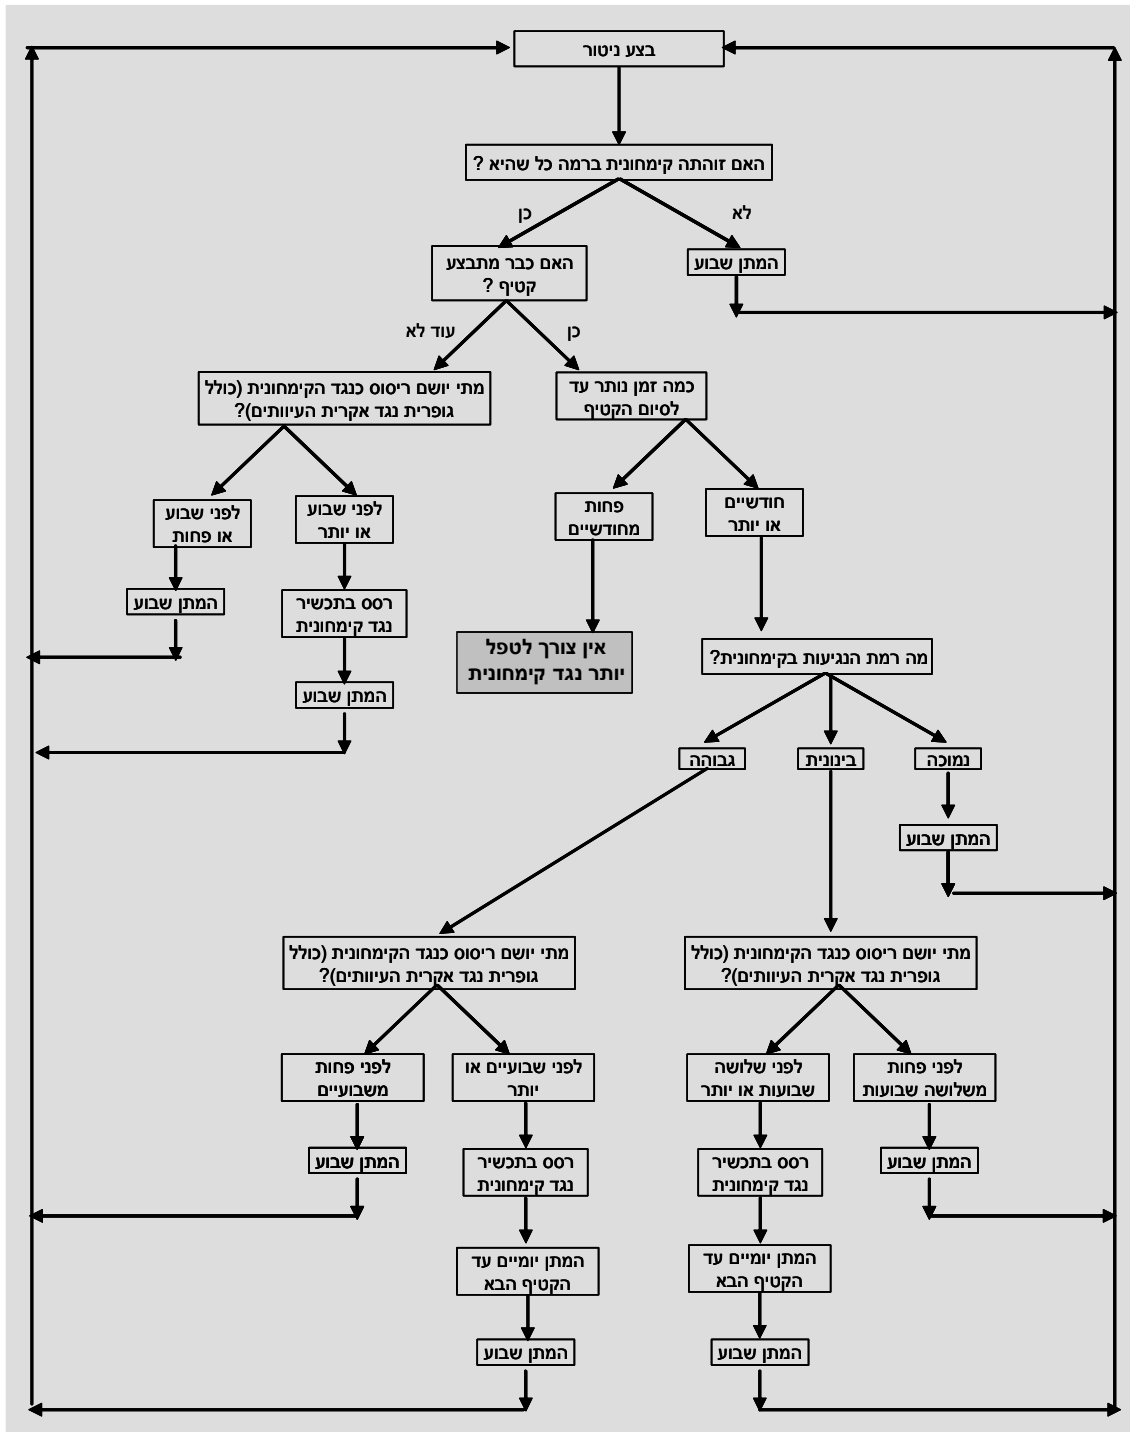 בצע ניטור
האם זוהתה קימחונית ברמה כל שהיא ?
כן
לא
האם כבר מתבצע
קטיף ?
המתן שבוע
עוד לא
כן
מתי יושם ריסוס כנגד הקימחונית (כולל
גופרית נגד אקרית העיוותים)?
כמה זמן נותר עד
לסיום הקטיף
לפני שבוע
או פחות
לפני שבוע
או יותר
פחות
מחודשיים
חודשיים
או יותר
המתן שבוע
רסס בתכשיר
נגד קימחונית
המתן שבוע
אין צורך לטפל
יותר נגד קימחונית
מה רמת הנגיעות בקימחונית?
גבוהה
בינונית
נמוכה
המתן שבוע
מתי יושם ריסוס כנגד הקימחונית (כולל
גופרית נגד אקרית העיוותים)?
מתי יושם ריסוס כנגד הקימחונית (כולל
גופרית נגד אקרית העיוותים)?
לפני פחות
משבועיים
לפני שבועיים או
יותר
לפני שלושה
שבועות או יותר
לפני פחות
משלושה שבועות
המתן שבוע
רסס בתכשיר
נגד קימחונית
רסס בתכשיר
נגד קימחונית
המתן שבוע
המתן יומיים עד
הקטיף הבא
המתן יומיים עד
הקטיף הבא
המתן שבוע
המתן שבוע